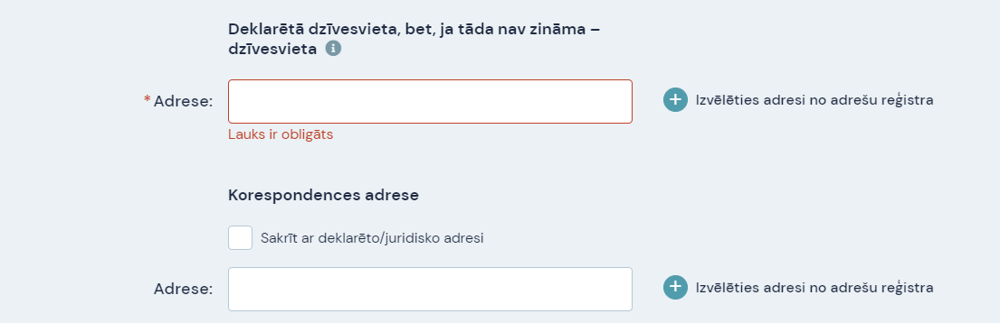 Deklarētā dzīvesvieta, bet, ja tāda nav zināma –
dzīvesvieta
* Adrese:
Izvēlēties adresi no adrešu reģistra
Lauks ir obligāts
Korespondences adrese
Sakrīt ar deklarēto/juridisko adresi
Adrese:
Izvēlēties adresi no adrešu reģistra